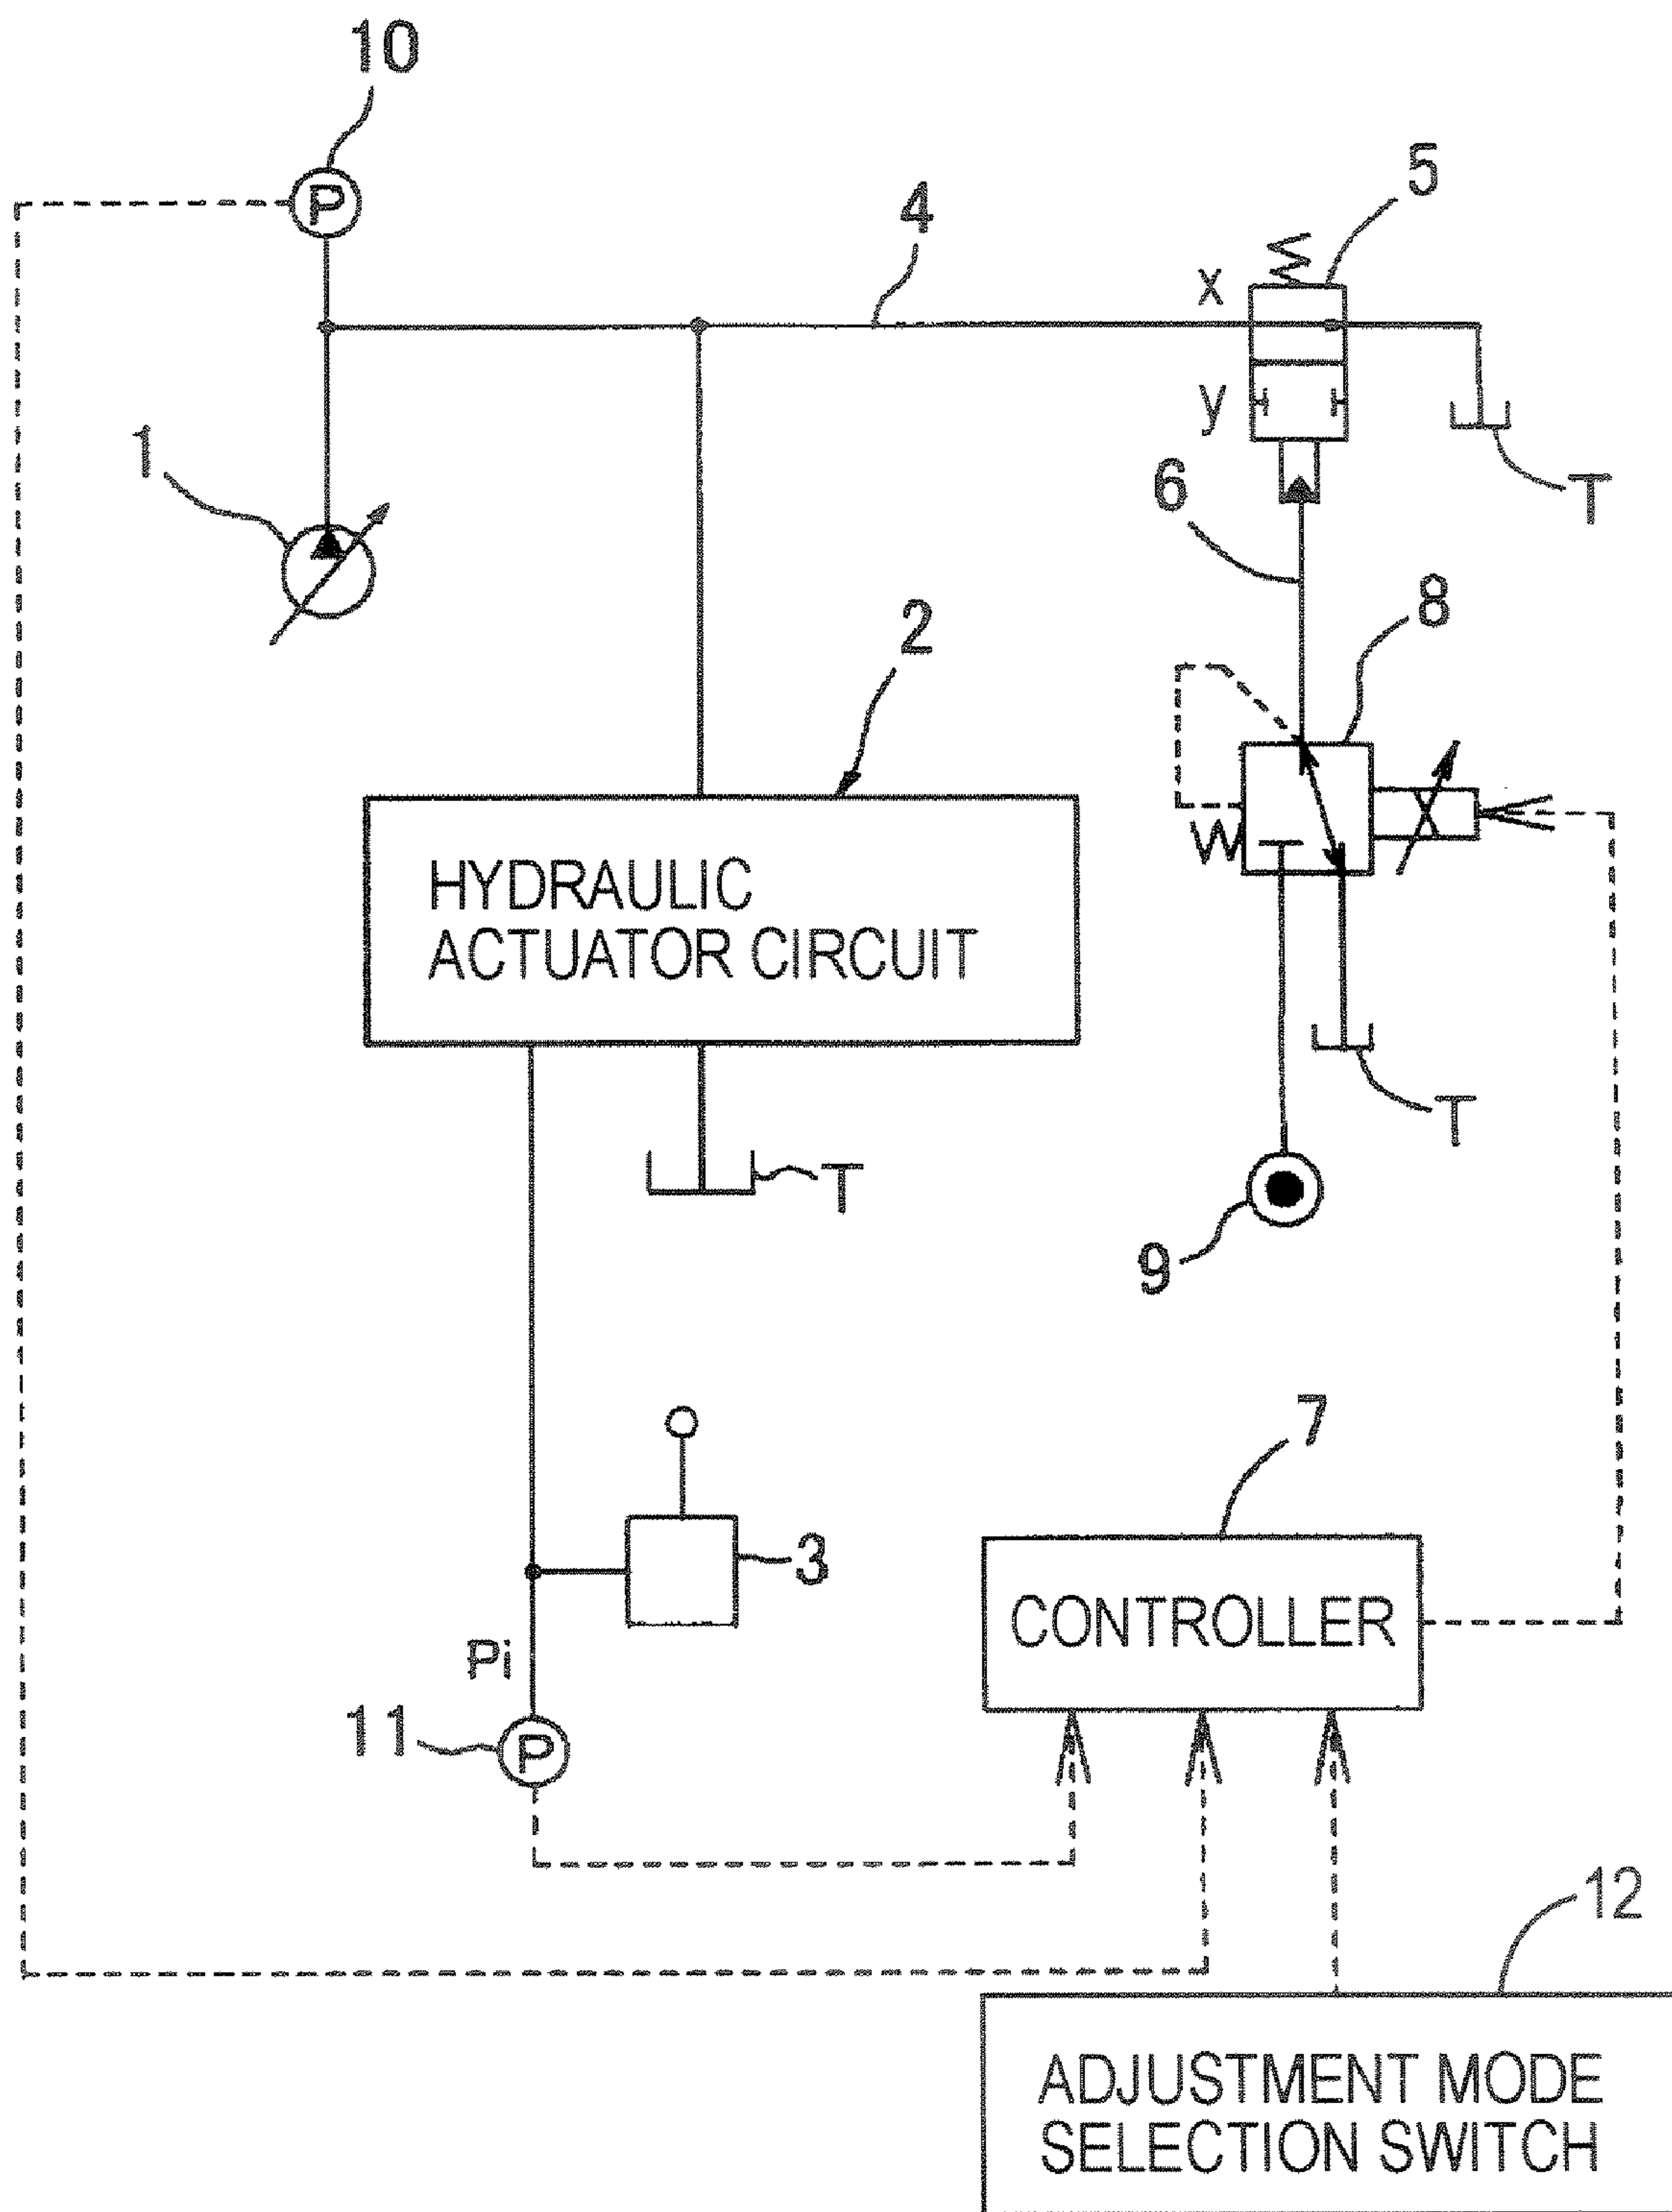 10
P
4
5
x
y
1
T
6
2
8
HYDRAULIC
ACTUATOR CIRCUIT
T
T
9
7
3
CONTROLLER
Pi
11
P
12
ADJUSTMENT MODE
SELECTION SWITCH